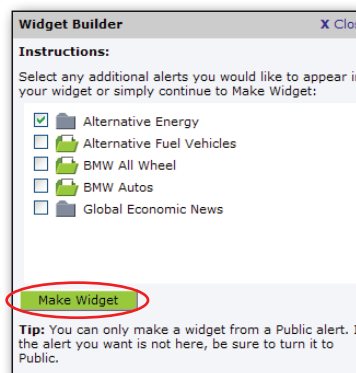 Widget Builder X Clos
Instructions:
Select any additional alerts you would like to appear i
your widget or simply continue to Make Widget:
Alternative Energy
Alternative Fuel Vehicles
BMW All Wheel
BMW Autos
Global Economic News
Make Widget
Tip: You can only make a widget from a Public alert. I
the alert you want is not here, be sure to turn it to
Public.